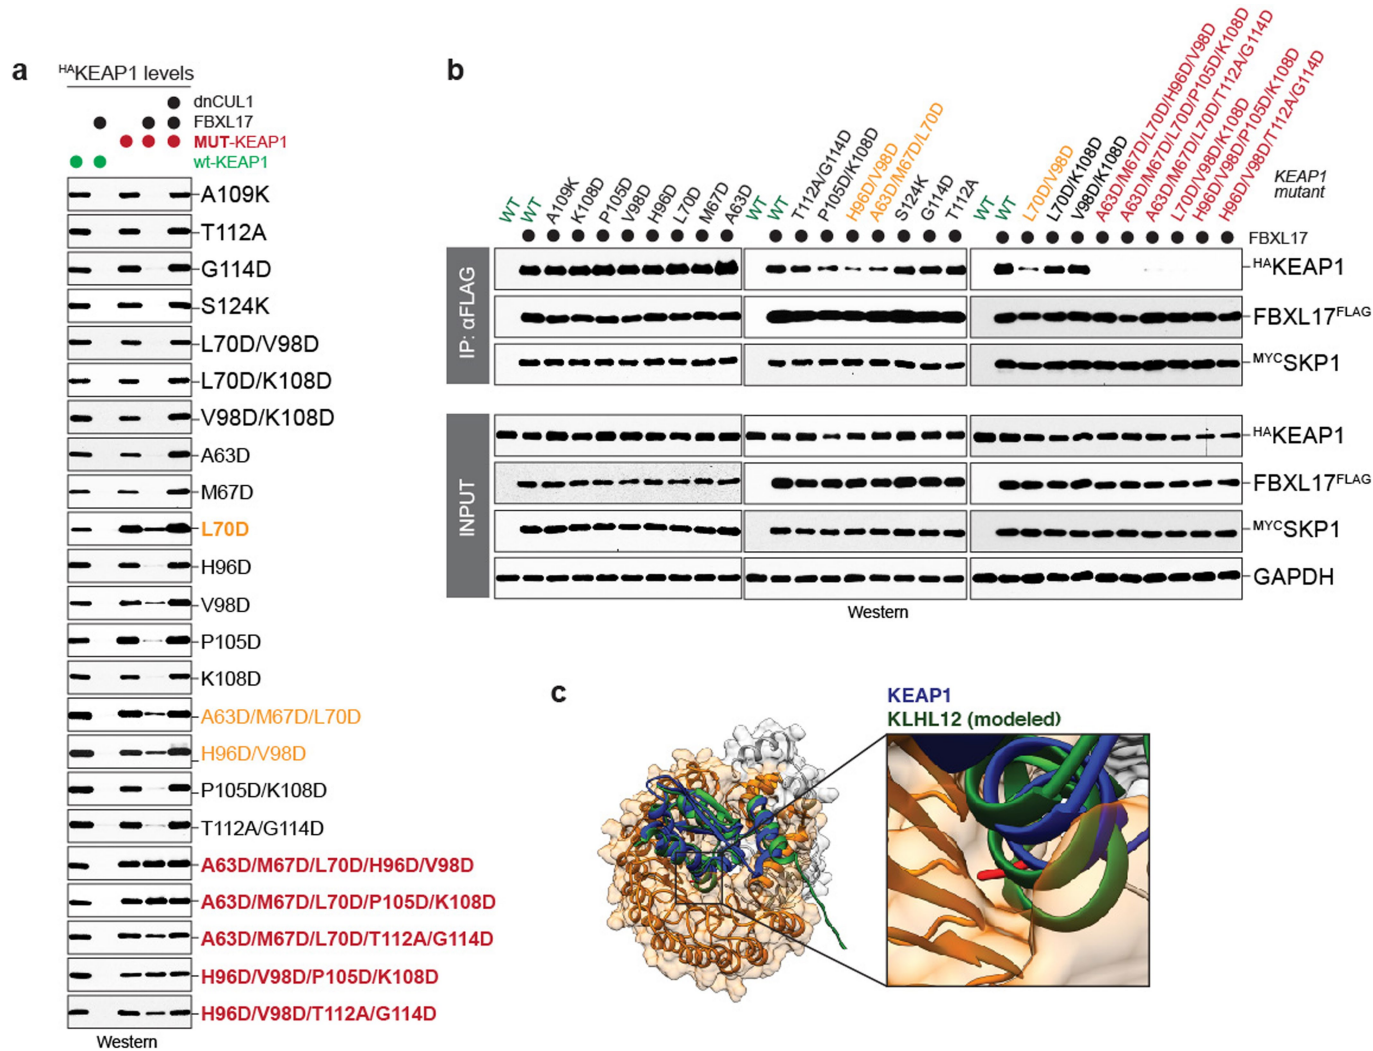 a
HAKEAP1 levels
dnCUL1
FBXL17
MUT-KEAP1
wt-KEAP1
A109K
T112A
G114D
S124K
L70D/V98D
L70D/K108D
V98D/K108D
A63D
M67D
L70D
H96D
V98D
P105D
K108D
A63D/M67D/L70D
H96D/V98D
P105D/K108D
T112A/G114D
A63D/M67D/L70D/H96D/V98D
A63D/M67D/L70D/P105D/K108D
A63D/M67D/L70D/T112A/G114D
H96D/V98D/P105D/K108D
H96D/V98D/T112A/G114D
Western
b
WT
WT
A109K
K108D
P105D
V98D
H96D
L70D
M67D
A63D
WT
WT
T112A/G114D
P105D/K108D
H96D/V98D
A63D/M67D/L70D
S124K
G114D
T112A
WT
WT
L70D/V98D
L70D/K108D
V98D/K108D
A63D/M67D/L70D/H96D/V98D
A63D/M67D/L70D/P105D/K108D
A63D/M67D/L70D/T112A/G114D
L70D/V98D/K108D
H96D/V98D/P105D/K108D
H96D/V98D/T112A/G114D
KEAP1
mutant
FBXL17
IP: αFLAG
HAKEAP1
FBXL17FLAG
MYCSKP1
INPUT
HAKEAP1
FBXL17FLAG
MYCSKP1
GAPDH
Western
c
KEAP1
KLHL12 (modeled)